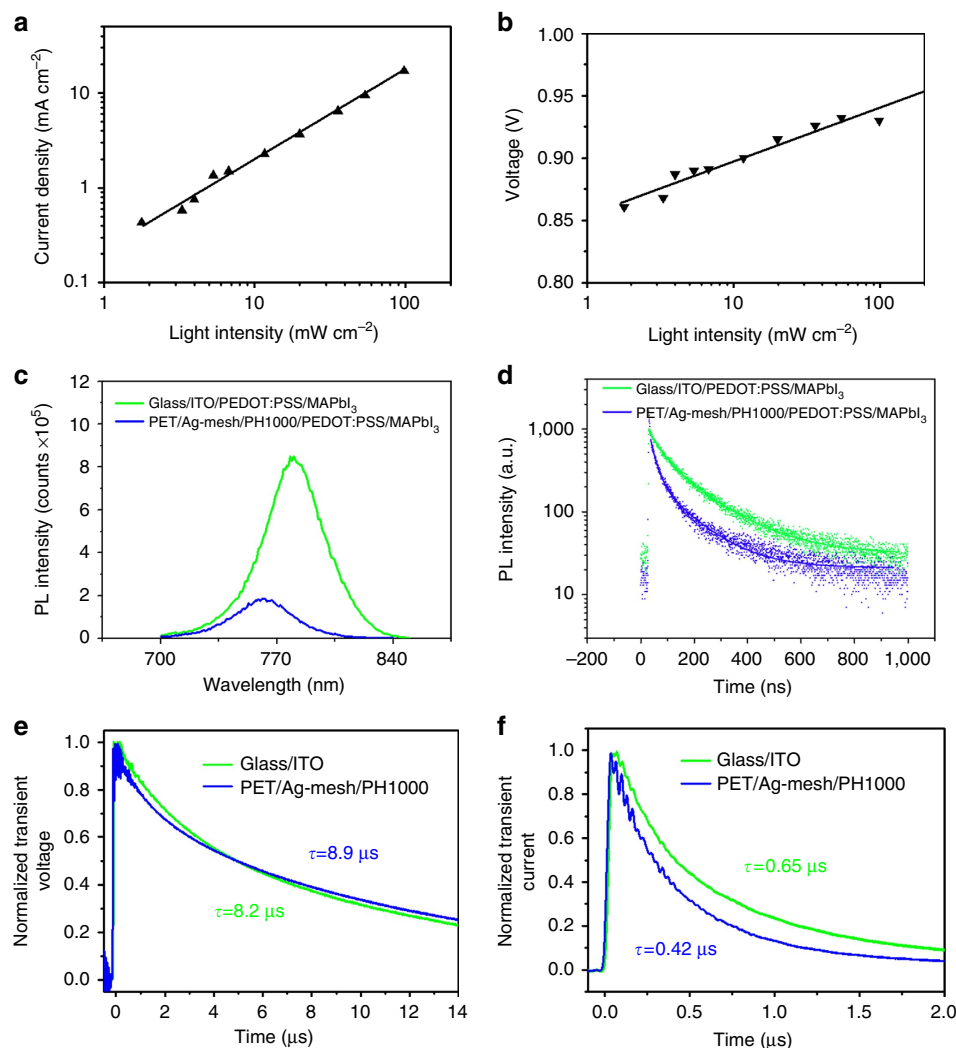 a
Current density (mA cm−2)
10
1
0.1
1
10
100
Light intensity (mW cm−2)
b
Voltage (V)
1.00
0.95
0.90
0.85
0.80
1
10
100
Light intensity (mW cm−2)
c
PL intensity (counts ×10⁵)
12
10
8
6
4
2
0
Glass/ITO/PEDOT:PSS/MAPbI₃
PET/Ag-mesh/PH1000/PEDOT:PSS/MAPbI₃
700
770
840
Wavelength (nm)
d
PL intensity (a.u.)
1,000
100
10
Glass/ITO/PEDOT:PSS/MAPbI₃
PET/Ag-mesh/PH1000/PEDOT:PSS/MAPbI₃
−200
0
200
400
600
800
1,000
Time (ns)
e
Normalized transient
voltage
1.0
0.8
0.6
0.4
0.2
0.0
Glass/ITO
PET/Ag-mesh/PH1000
τ=8.9 μs
τ=8.2 μs
0
2
4
6
8
10
12
14
Time (μs)
f
Normalized transient
current
1.0
0.8
0.6
0.4
0.2
0.0
Glass/ITO
PET/Ag-mesh/PH1000
τ=0.65 μs
τ=0.42 μs
0.0
0.5
1.0
1.5
2.0
Time (μs)